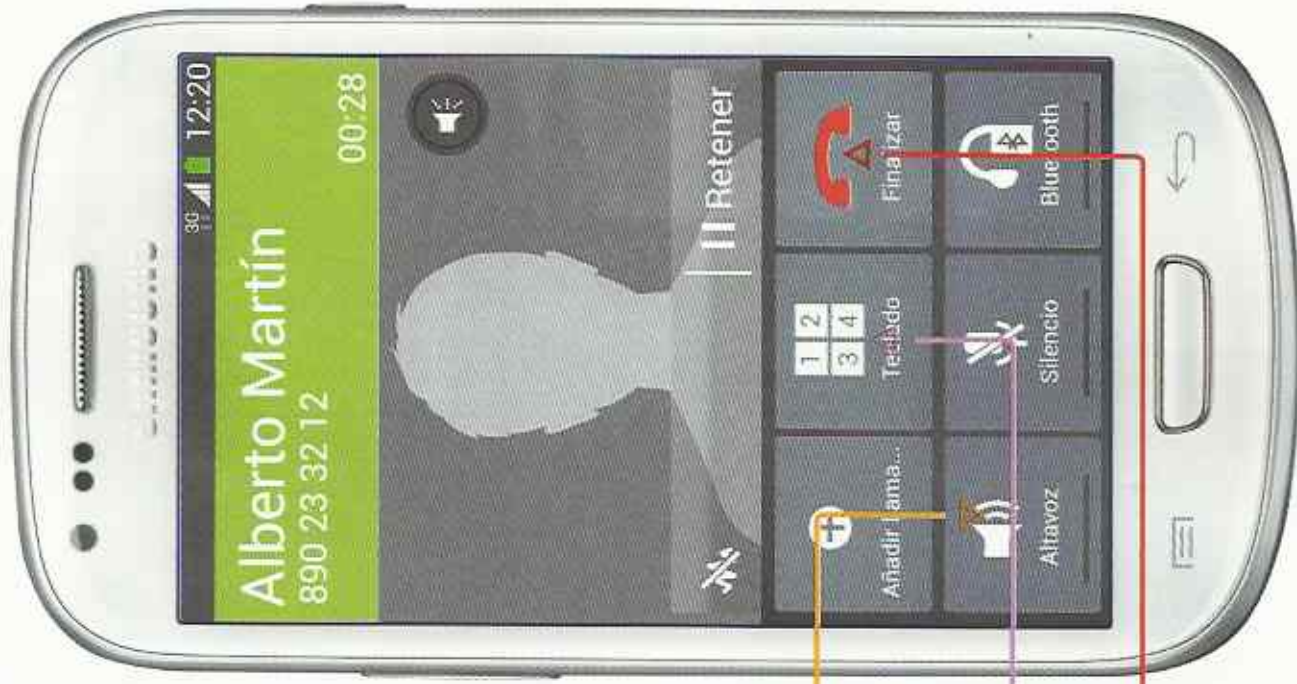 3G 12:20
Alberto Martín
890 23 32 12 00:28
Retener
Añadir llama... Teclado Finalizar
1 2
3 4
Altavoz Silencio Bluetooth